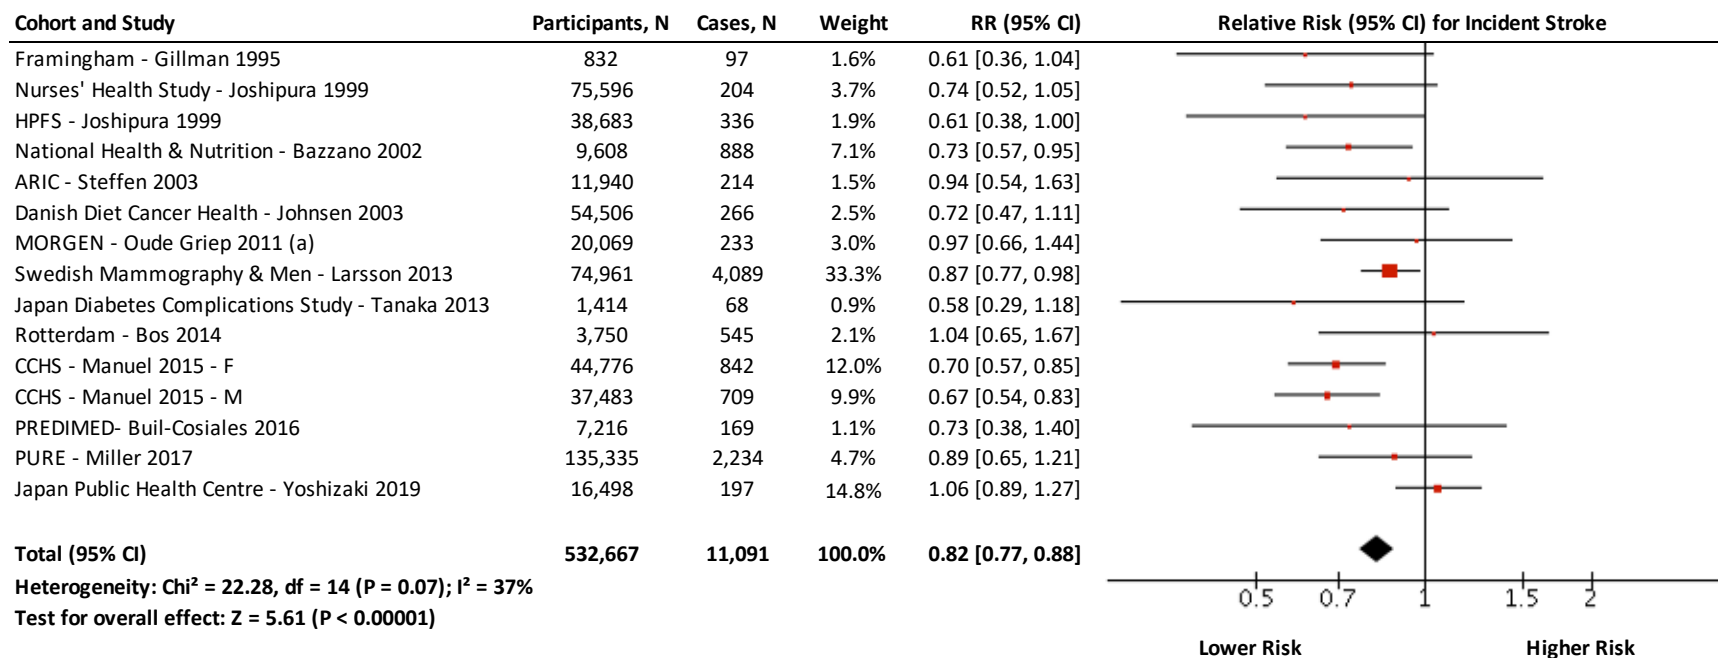 Cohort and Study Participants, N Cases, N Weight RR (95% CI) Relative Risk (95% CI) for Incident Stroke
Framingham - Gillman 1995 832 97 1.6% 0.61 [0.36, 1.04]
Nurses' Health Study - Joshipura 1999 75,596 204 3.7% 0.74 [0.52, 1.05]
HPFS - Joshipura 1999 38,683 336 1.9% 0.61 [0.38, 1.00]
National Health & Nutrition - Bazzano 2002 9,608 888 7.1% 0.73 [0.57, 0.95]
ARIC - Steffen 2003 11,940 214 1.5% 0.94 [0.54, 1.63]
Danish Diet Cancer Health - Johnsen 2003 54,506 266 2.5% 0.72 [0.47, 1.11]
MORGEN - Oude Griep 2011 (a) 20,069 233 3.0% 0.97 [0.66, 1.44]
Swedish Mammography & Men - Larsson 2013 74,961 4,089 33.3% 0.87 [0.77, 0.98]
Japan Diabetes Complications Study - Tanaka 2013 1,414 68 0.9% 0.58 [0.29, 1.18]
Rotterdam - Bos 2014 3,750 545 2.1% 1.04 [0.65, 1.67]
CCHS - Manuel 2015 - F 44,776 842 12.0% 0.70 [0.57, 0.85]
CCHS - Manuel 2015 - M 37,483 709 9.9% 0.67 [0.54, 0.83]
PREDIMED- Buil-Cosiales 2016 7,216 169 1.1% 0.73 [0.38, 1.40]
PURE - Miller 2017 135,335 2,234 4.7% 0.89 [0.65, 1.21]
Japan Public Health Centre - Yoshizaki 2019 16,498 197 14.8% 1.06 [0.89, 1.27]
Total (95% CI) 532,667 11,091 100.0% 0.82 [0.77, 0.88]
Heterogeneity: Chi² = 22.28, df = 14 (P = 0.07); I² = 37%
Test for overall effect: Z = 5.61 (P < 0.00001)
0.5 0.7 1 1.5 2
Lower Risk Higher Risk